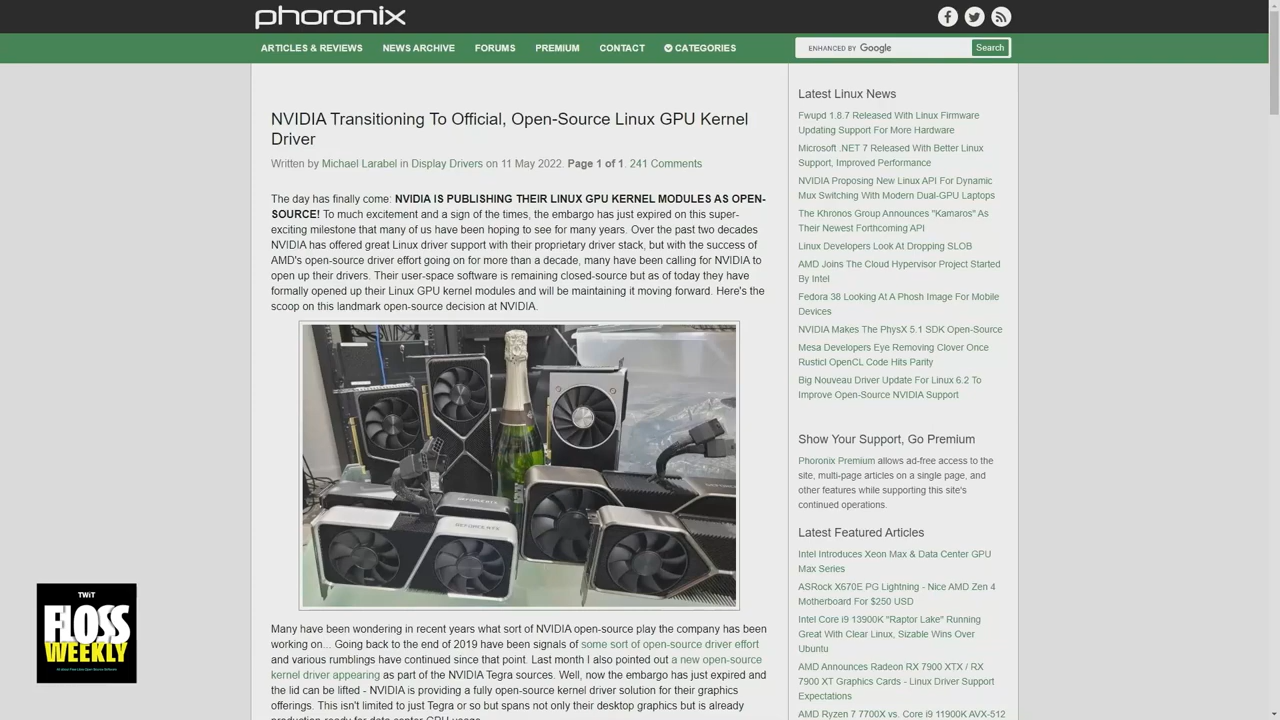 phoronix
ARTICLES & REVIEWS
NEWS ARCHIVE
FORUMS
PREMIUM
CONTACT
CATEGORIES
ENHANCED BY Google
Search
NVIDIA Transitioning To Official, Open-Source Linux GPU Kernel
Driver
Written by Michael Larabel in Display Drivers on 11 May 2022. Page 1 of 1. 241 Comments
The day has finally come: NVIDIA IS PUBLISHING THEIR LINUX GPU KERNEL MODULES AS OPEN-
SOURCE! To much excitement and a sign of the times, the embargo has just expired on this super-
exciting milestone that many of us have been hoping to see for many years. Over the past two decades
NVIDIA has offered great Linux driver support with their proprietary driver stack, but with the success of
AMD's open-source driver effort going on for more than a decade, many have been calling for NVIDIA to
open up their drivers. Their user-space software is remaining closed-source but as of today they have
formally opened up their Linux GPU kernel modules and will be maintaining it moving forward. Here's the
scoop on this landmark open-source decision at NVIDIA.
GEFORCE RTX
Many have been wondering in recent years what sort of NVIDIA open-source play the company has been
working on... Going back to the end of 2019 have been signals of some sort of open-source driver effort
and various rumblings have continued since that point. Last month I also pointed out a new open-source
kernel driver appearing as part of the NVIDIA Tegra sources. Well, now the embargo has just expired and
the lid can be lifted - NVIDIA is providing a fully open-source kernel driver solution for their graphics
offerings. This isn't limited to just Tegra or so but spans not only their desktop graphics but is already
production ready for data center GPU usage.
Latest Linux News
Fwupd 1.8.7 Released With Linux Firmware
Updating Support For More Hardware
Microsoft .NET 7 Released With Better Linux
Support, Improved Performance
NVIDIA Proposing New Linux API For Dynamic
Mux Switching With Modern Dual-GPU Laptops
The Khronos Group Announces "Kamaros" As
Their Newest Forthcoming API
Linux Developers Look At Dropping SLOB
AMD Joins The Cloud Hypervisor Project Started
By Intel
Fedora 38 Looking At A Phosh Image For Mobile
Devices
NVIDIA Makes The PhysX 5.1 SDK Open-Source
Mesa Developers Eye Removing Clover Once
Rusticl OpenCL Code Hits Parity
Big Nouveau Driver Update For Linux 6.2 To
Improve Open-Source NVIDIA Support
Show Your Support, Go Premium
Phoronix Premium allows ad-free access to the
site, multi-page articles on a single page, and
other features while supporting this site's
continued operations.
Latest Featured Articles
Intel Introduces Xeon Max & Data Center GPU
Max Series
ASRock X670E PG Lightning - Nice AMD Zen 4
Motherboard For $250 USD
Intel Core i9 13900K "Raptor Lake" Running
Great With Clear Linux, Sizable Wins Over
Ubuntu
AMD Announces Radeon RX 7900 XTX / RX
7900 XT Graphics Cards - Linux Driver Support
Expectations
AMD Ryzen 7 7700X vs. Core i9 11900K AVX-512
TWiT
FLOSS
WEEKLY